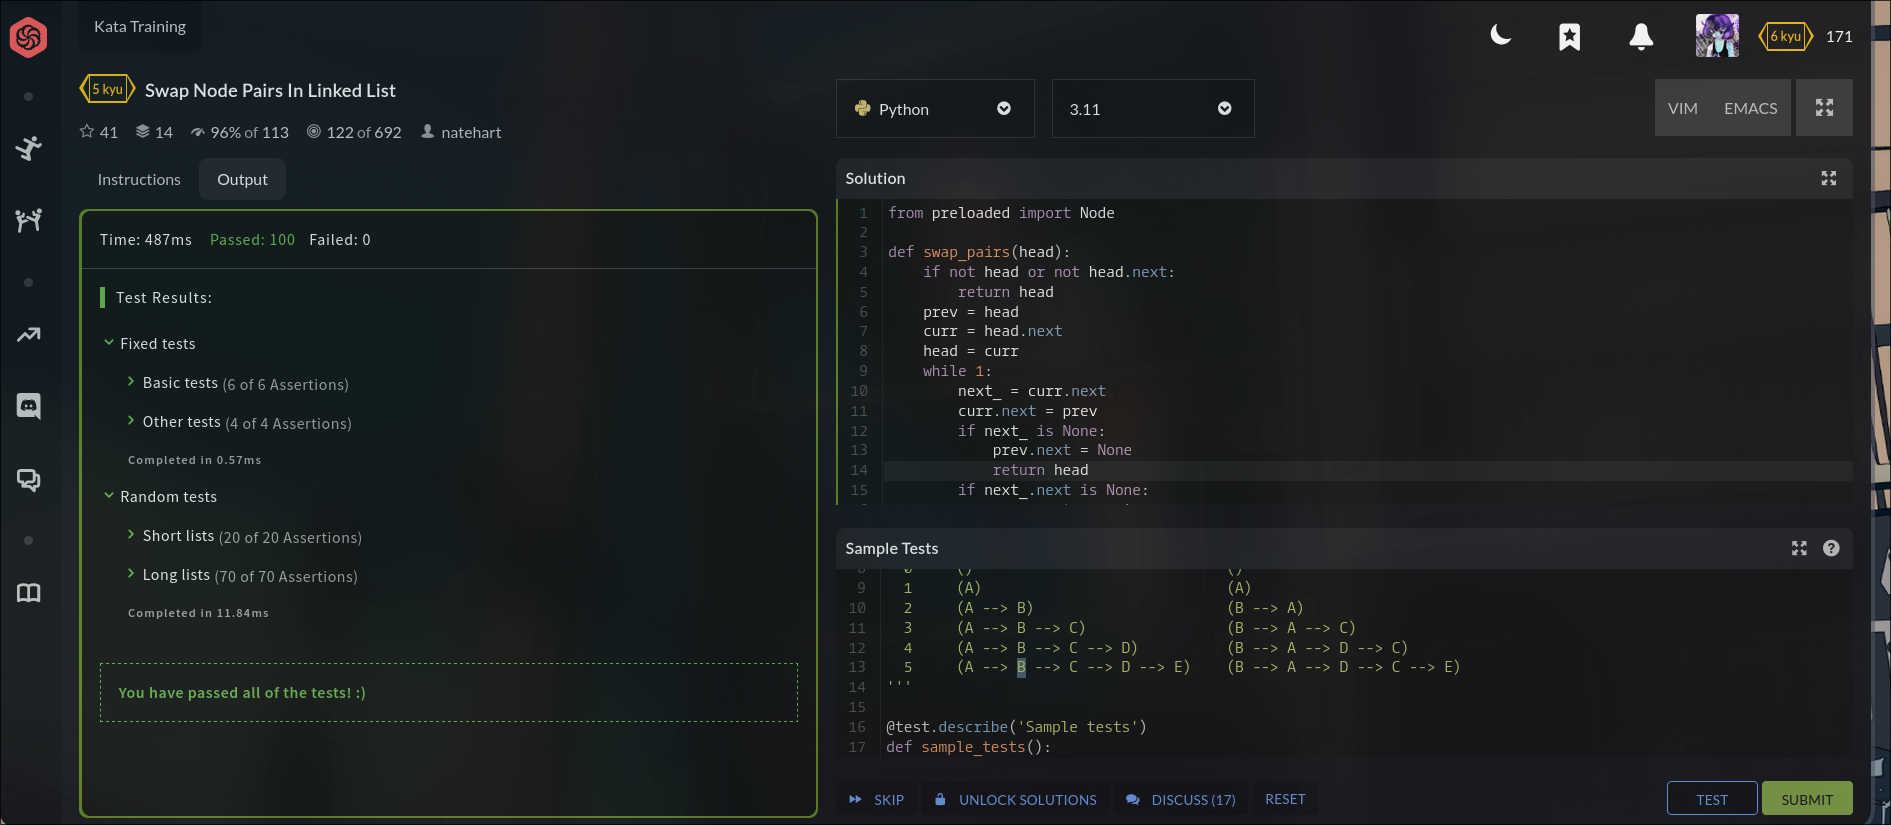 Kata Training
6 kyu 171
5 kyu Swap Node Pairs In Linked List
41 14 96% of 113 122 of 692 natehart
Instructions Output
Time: 487ms Passed: 100 Failed: 0
Test Results:
Fixed tests
Basic tests (6 of 6 Assertions)
Other tests (4 of 4 Assertions)
Completed in 0.57ms
Random tests
Short lists (20 of 20 Assertions)
Long lists (70 of 70 Assertions)
Completed in 11.84ms
You have passed all of the tests! :)
Python 3.11 VIM EMACS
Solution
1 from preloaded import Node
2
3 def swap_pairs(head):
4 if not head or not head.next:
5 return head
6 prev = head
7 curr = head.next
8 head = curr
9 while 1:
10 next_ = curr.next
11 curr.next = prev
12 if next_ is None:
13 prev.next = None
14 return head
15 if next_.next is None:
Sample Tests
8 0 () ()
9 1 (A) (A)
10 2 (A --> B) (B --> A)
11 3 (A --> B --> C) (B --> A --> C)
12 4 (A --> B --> C --> D) (B --> A --> D --> C)
13 5 (A --> B --> C --> D --> E) (B --> A --> D --> C --> E)
14 '''
15
16 @test.describe('Sample tests')
17 def sample_tests():
SKIP UNLOCK SOLUTIONS DISCUSS (17) RESET TEST SUBMIT